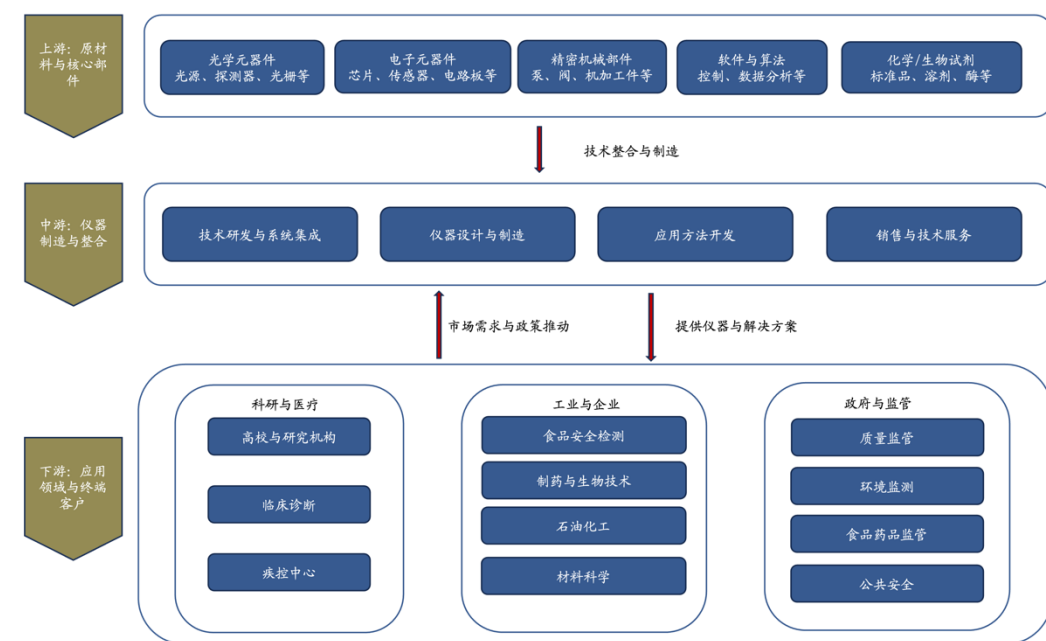 上游：原材
料与核心部
件
光学元器件
光源、探测器、光栅等
电子元器件
芯片、传感器、电路板等
精密机械部件
泵、阀、机加工件等
软件与算法
控制、数据分析等
化学/生物试剂
标准品、溶剂、酶等
技术整合与制造
中游：仪器
制造与整合
技术研发与系统集成
仪器设计与制造
应用方法开发
销售与技术服务
市场需求与政策推动
提供仪器与解决方案
下游：应用
领域与终端
客户
科研与医疗
高校与研究机构
临床诊断
疾控中心
工业与企业
食品安全检测
制药与生物技术
石油化工
材料科学
政府与监管
质量监管
环境监测
食品药品监管
公共安全